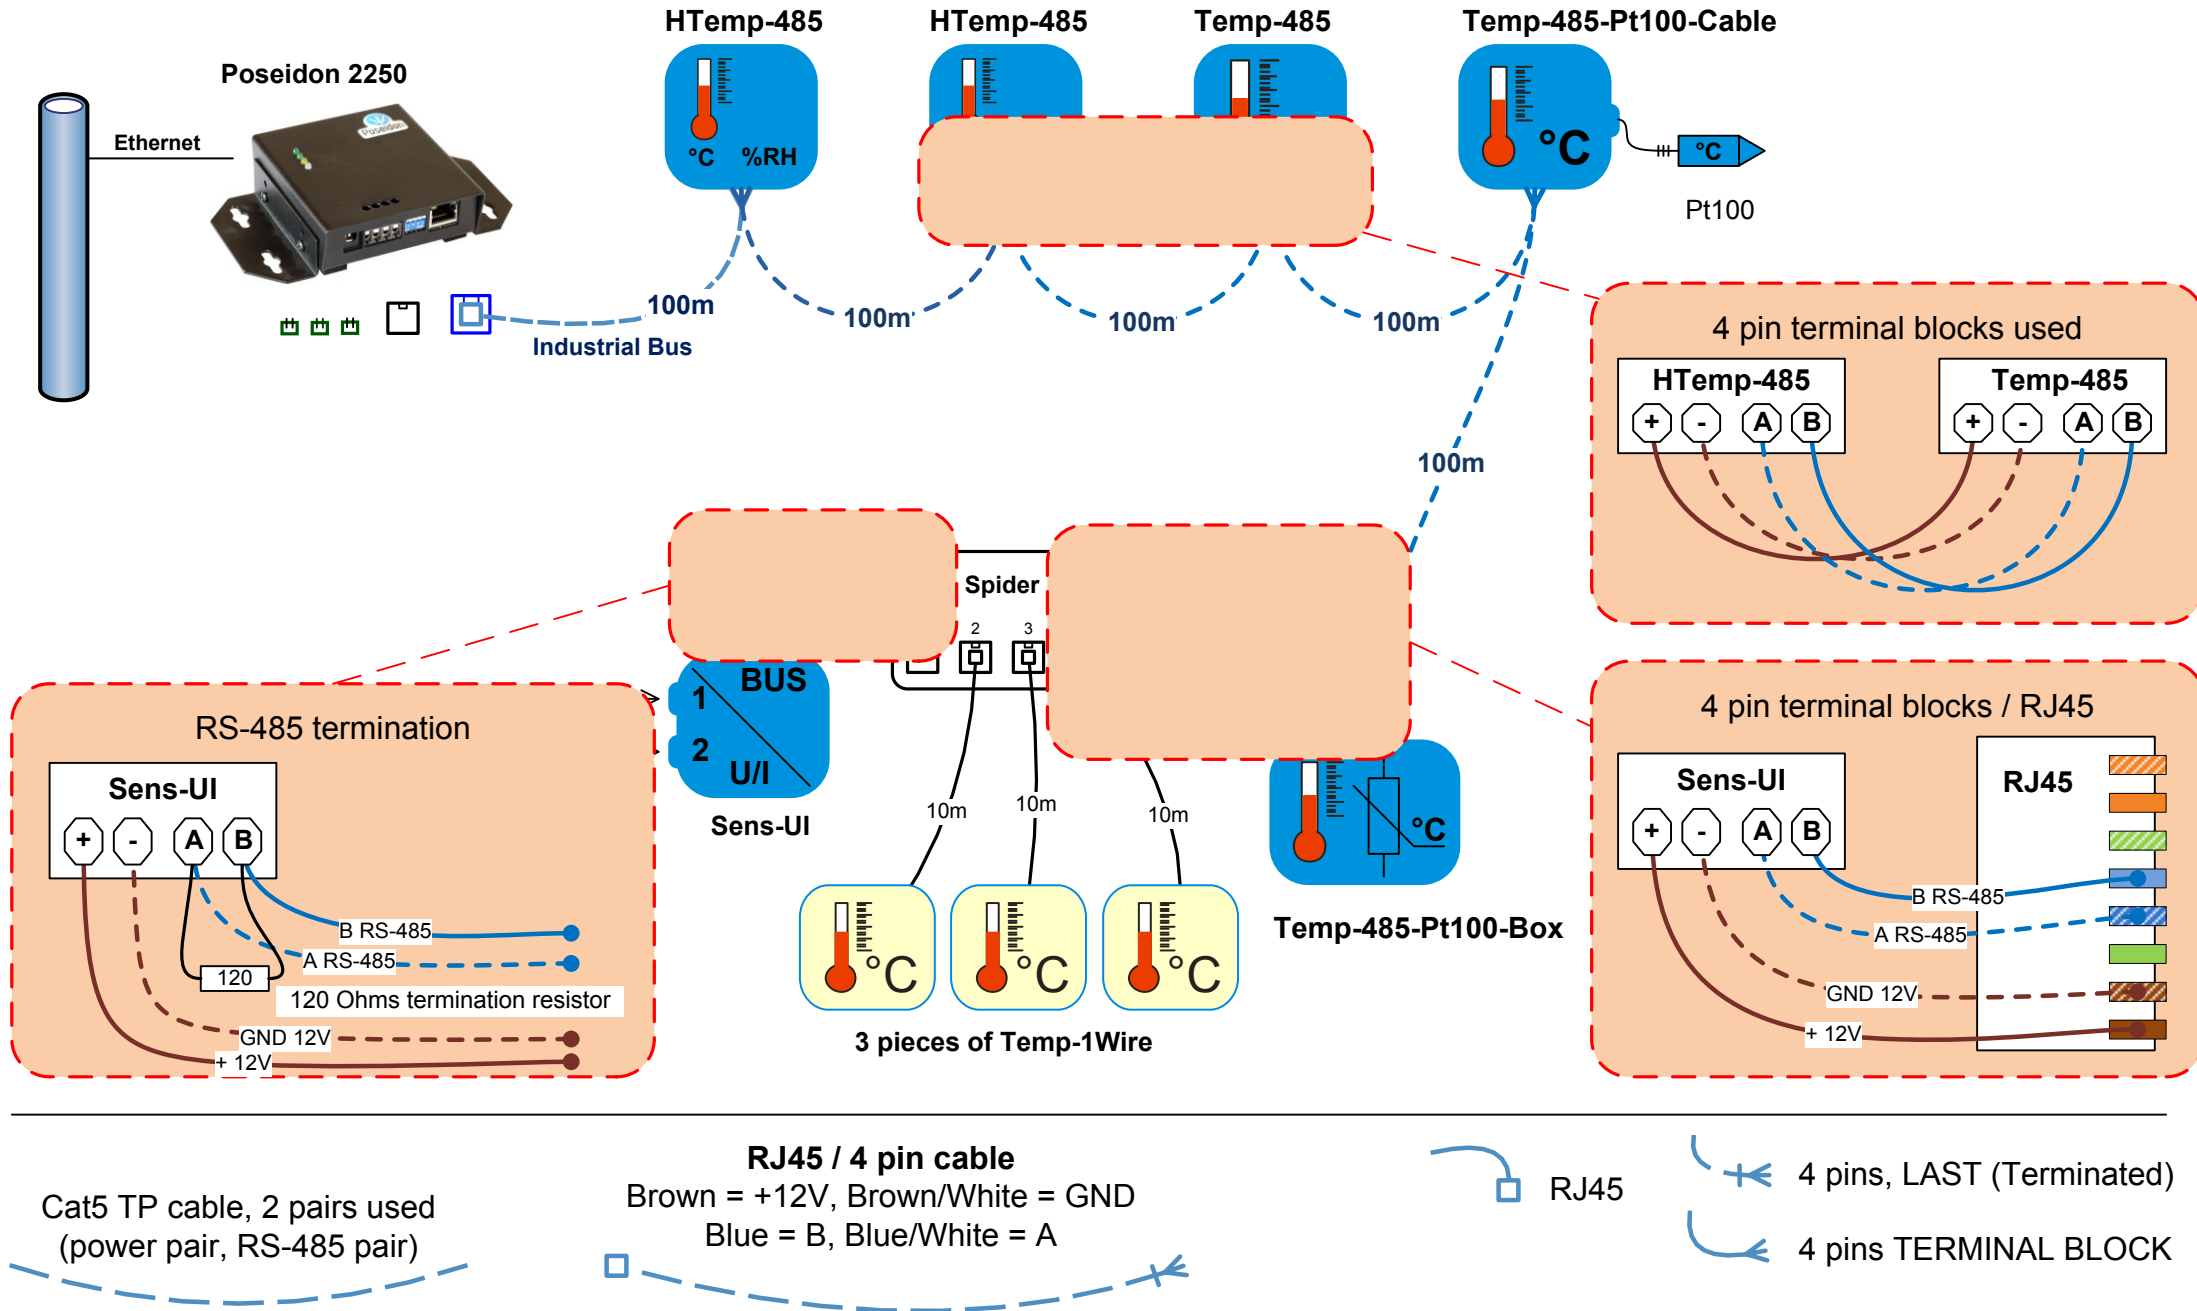 HTemp-485
HTemp-485
Temp-485
Temp-485-Pt100-Cable
Poseidon 2250
Poseidon
Ethernet
°C %RH
°C
°C
Pt100
100m
100m
100m
100m
Industrial Bus
4 pin terminal blocks used
HTemp-485
Temp-485
+ - A B
+ - A B
100m
Spider
2
3
BUS
1
2
U/I
Sens-UI
RS-485 termination
Sens-UI
+ - A B
B RS-485
A RS-485
120
120 Ohms termination resistor
GND 12V
+ 12V
10m
10m
10m
°C
°C
°C
3 pieces of Temp-1Wire
°C
Temp-485-Pt100-Box
4 pin terminal blocks / RJ45
Sens-UI
RJ45
+ - A B
B RS-485
A RS-485
GND 12V
+ 12V
Cat5 TP cable, 2 pairs used
(power pair, RS-485 pair)
RJ45 / 4 pin cable
Brown = +12V, Brown/White = GND
Blue = B, Blue/White = A
RJ45
4 pins, LAST (Terminated)
4 pins TERMINAL BLOCK